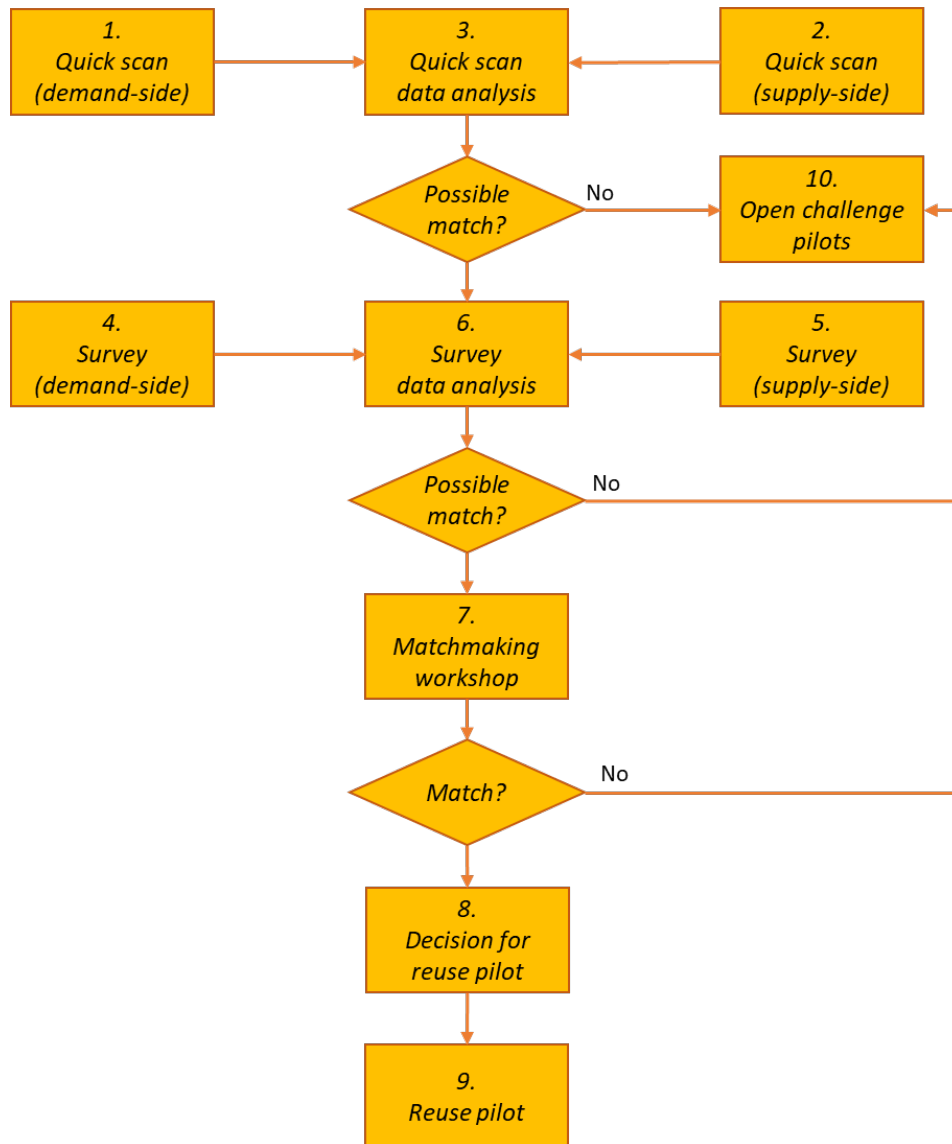 1.
Quick scan
(demand-side)
3.
Quick scan
data analysis
2.
Quick scan
(supply-side)
Possible
match?
No
10.
Open challenge
pilots
4.
Survey
(demand-side)
6.
Survey
data analysis
5.
Survey
(supply-side)
Possible
match?
No
7.
Matchmaking
workshop
Match?
No
8.
Decision for
reuse pilot
9.
Reuse pilot